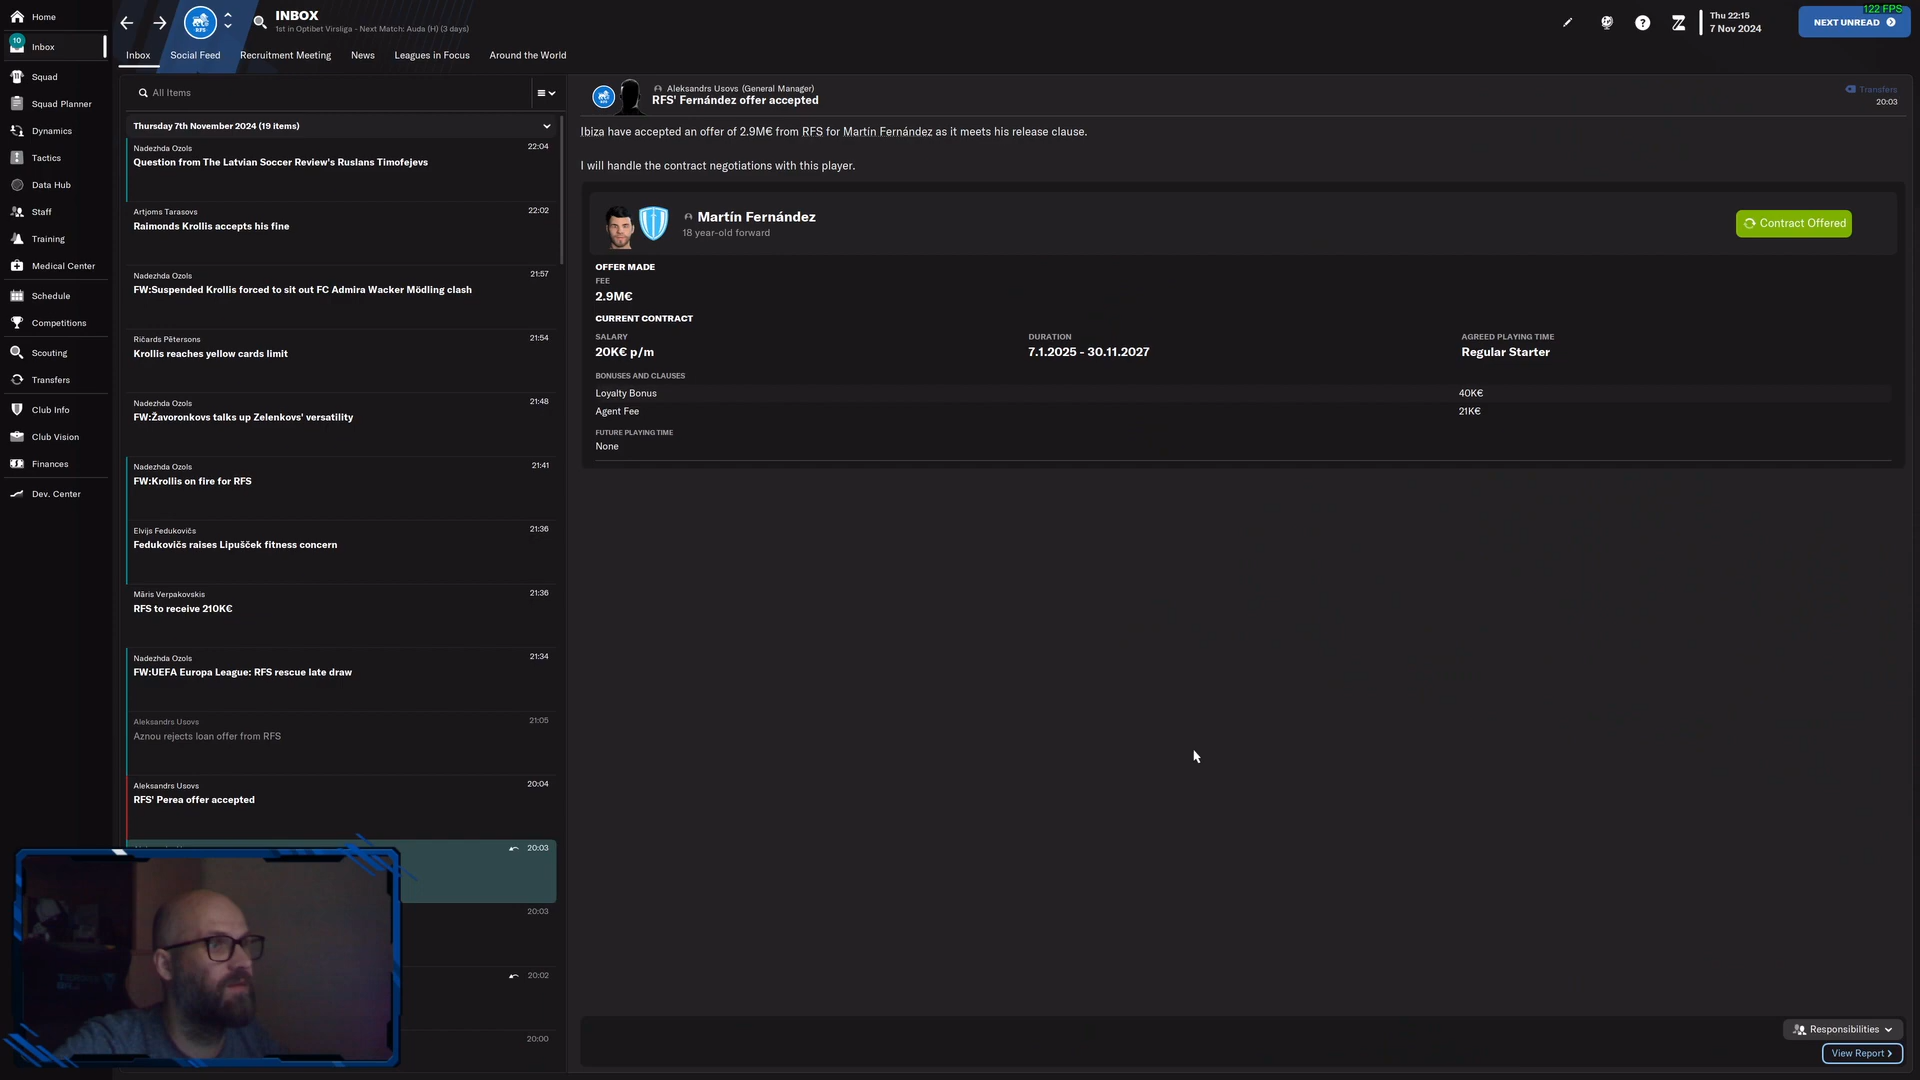 Home
10
Inbox
Squad
Squad Planner
Dynamics
Tactics
Data Hub
Staff
Training
Medical Center
Schedule
Competitions
Scouting
Transfers
Club Info
Club Vision
Finances
Dev. Center
RFS
INBOX
1st in Optibet Virsliga - Next Match: Auda (H) (3 days)
Thu 22:15
7 Nov 2024
122 FPS
NEXT UNREAD
Inbox
Social Feed
Recruitment Meeting
News
Leagues in Focus
Around the World
All Items
Thursday 7th November 2024 (19 items)
Nadezhda Ozols
22:04
Question from The Latvian Soccer Review's Ruslans Timofejevs
Artjoms Tarasovs
22:02
Raimonds Krollis accepts his fine
Nadezhda Ozols
21:57
FW:Suspended Krollis forced to sit out FC Admira Wacker Mödling clash
Ričards Pētersons
21:54
Krollis reaches yellow cards limit
Nadezhda Ozols
21:48
FW:Žavoronkovs talks up Zelenkovs' versatility
Nadezhda Ozols
21:41
FW:Krollis on fire for RFS
Elvijs Fedukovičs
21:36
Fedukovičs raises Lipušček fitness concern
Māris Verpakovskis
21:36
RFS to receive 210K€
Nadezhda Ozols
21:34
FW:UEFA Europa League: RFS rescue late draw
Aleksandrs Usovs
21:05
Aznou rejects loan offer from RFS
Aleksandrs Usovs
20:04
RFS' Perea offer accepted
20:03
20:03
20:02
20:00
Aleksandrs Usovs (General Manager)
RFS' Fernández offer accepted
Transfers
20:03
Ibiza have accepted an offer of 2.9M€ from RFS for Martín Fernández as it meets his release clause.
I will handle the contract negotiations with this player.
Martín Fernández
18 year-old forward
Contract Offered
OFFER MADE
FEE
2.9M€
CURRENT CONTRACT
SALARY
DURATION
AGREED PLAYING TIME
20K€ p/m
7.1.2025 - 30.11.2027
Regular Starter
BONUSES AND CLAUSES
Loyalty Bonus
40K€
Agent Fee
21K€
FUTURE PLAYING TIME
None
Responsibilities
View Report